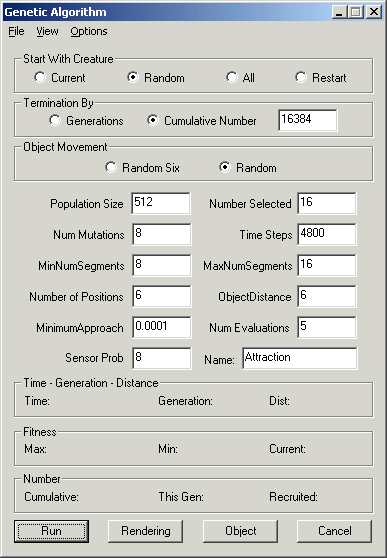 Genetic Algorithm
File View Options
Start With Creature
Current Random All Restart
Termination By
Generations Cumulative Number 16384
Object Movement
Random Six Random
Population Size 512 Number Selected 16
Num Mutations 8 Time Steps 4800
MinNumSegments 8 MaxNumSegments 16
Number of Positions 6 ObjectDistance 6
MinimumApproach 0.0001 Num Evaluations 5
Sensor Prob 8 Name: Attraction
Time - Generation - Distance
Time: Generation: Dist:
Fitness
Max: Min: Current:
Number
Cumulative: This Gen: Recruited:
Run Rendering Object Cancel